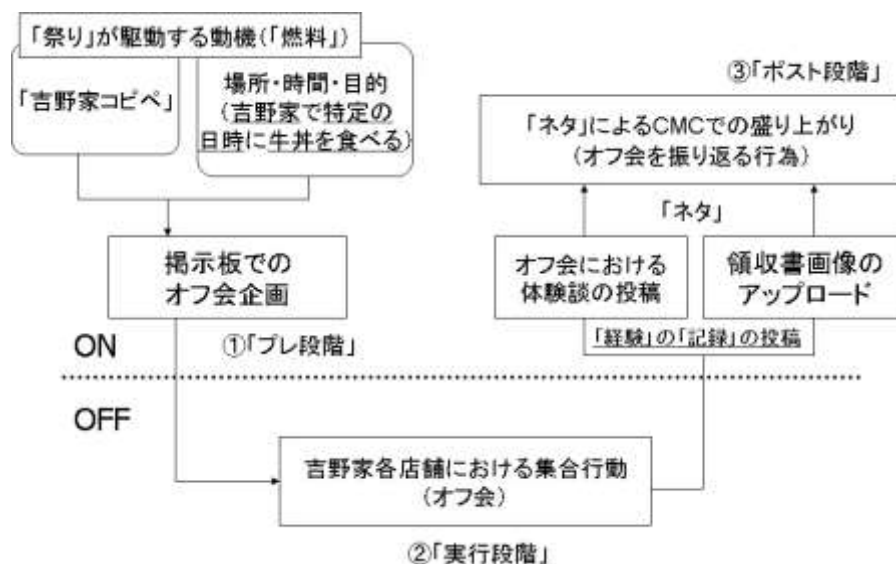 「祭り」が駆動する動機(「燃料」)
「吉野家コピペ」
場所・時間・目的
(吉野家で特定の
日時に牛丼を食べる)
掲示板での
オフ会企画
①「プレ段階」
ON
OFF
吉野家各店舗における集合行動
(オフ会)
②「実行段階」
③「ポスト段階」
「ネタ」によるCMCでの盛り上がり
(オフ会を振り返る行為)
「ネタ」
オフ会における
体験談の投稿
領収書画像の
アップロード
「経験」の「記録」の投稿